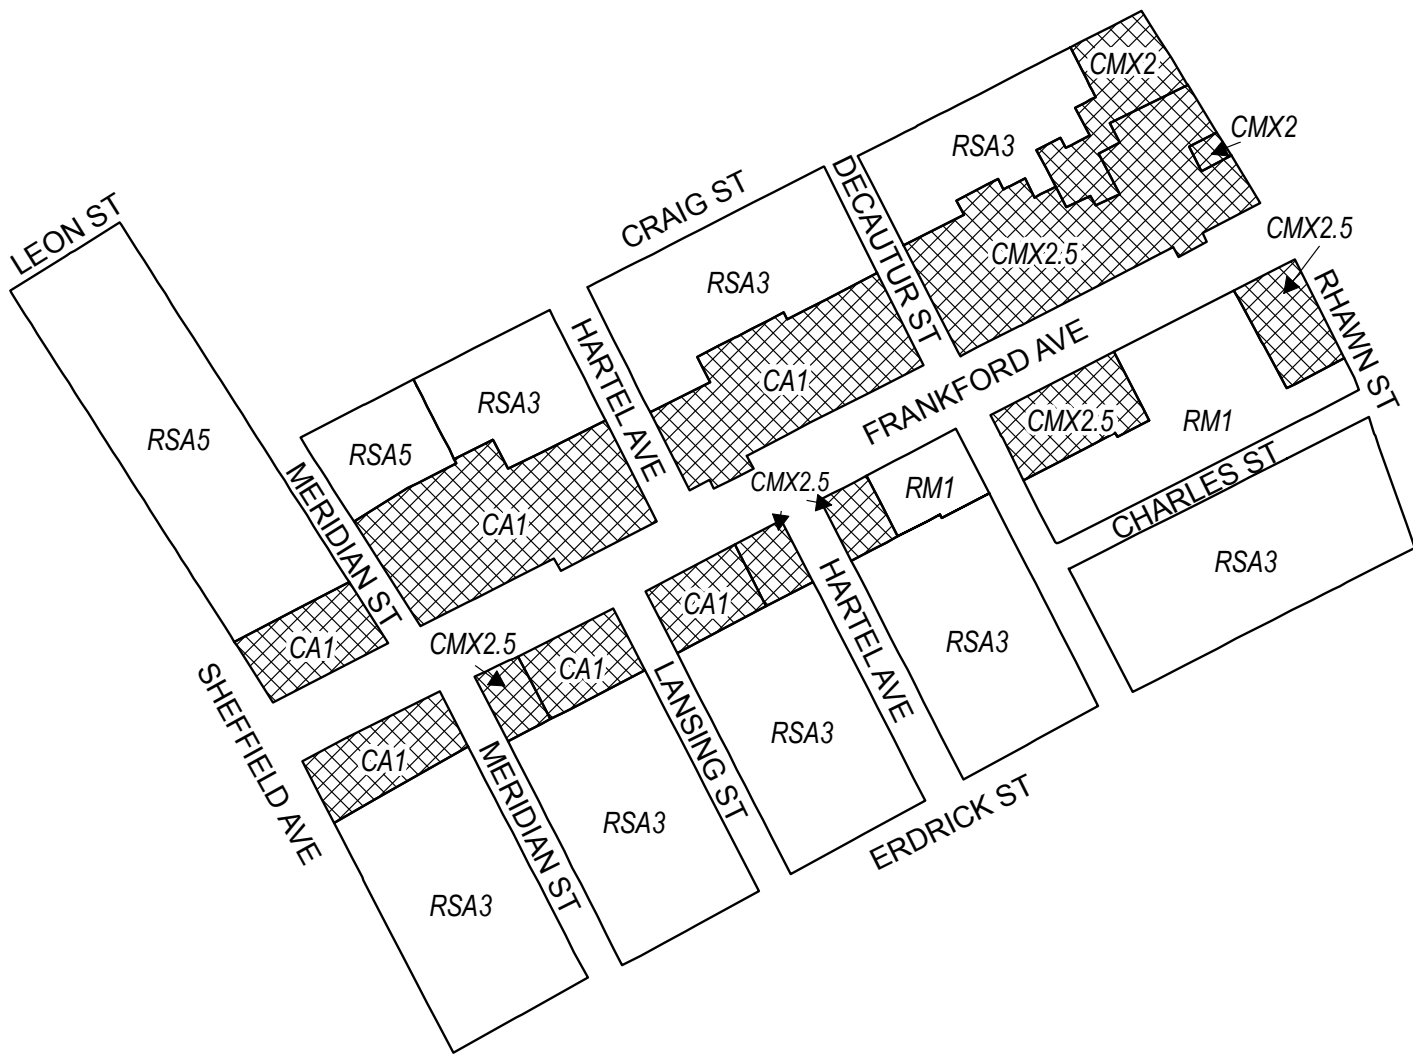 CMX2
CMX2
RSA3
CRAIG ST
DECAUTUR ST
LEON ST
CMX2.5
CMX2.5
RSA3
RHAWN ST
HARTEL AVE
FRANKFORD AVE
CA1
RSA3
CMX2.5
RM1
RSA5
RSA5
CMX2.5
RM1
MERIDIAN ST
CA1
CHARLES ST
RSA3
HARTEL AVE
CA1
CMX2.5
CA1
CA1
RSA3
SHEFFIELD AVE
LANSING ST
CA1
MERIDIAN ST
RSA3
RSA3
ERDRICK ST
RSA3